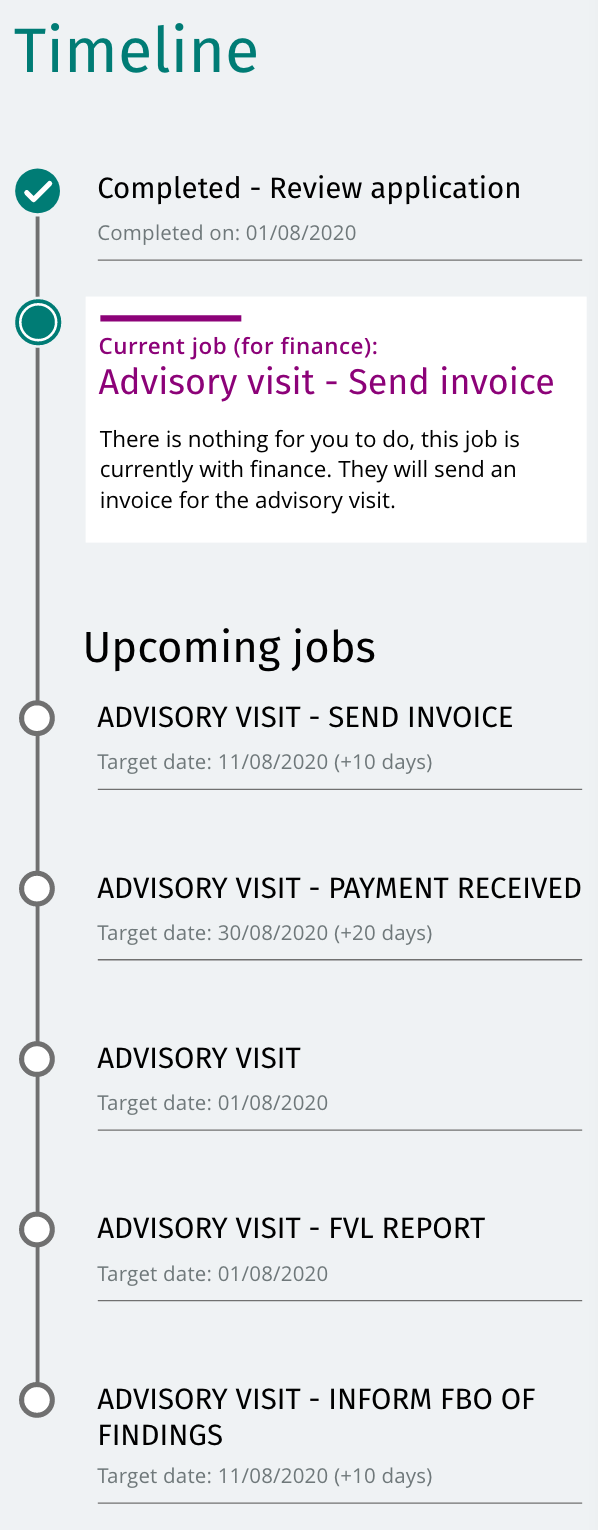 Timeline
Completed - Review application
Completed on: 01/08/2020
Current job (for finance):
Advisory visit - Send invoice
There is nothing for you to do, this job is
currently with finance. They will send an
invoice for the advisory visit.
Upcoming jobs
ADVISORY VISIT - SEND INVOICE
Target date: 11/08/2020 (+10 days)
ADVISORY VISIT - PAYMENT RECEIVED
Target date: 30/08/2020 (+20 days)
ADVISORY VISIT
Target date: 01/08/2020
ADVISORY VISIT - FVL REPORT
Target date: 01/08/2020
ADVISORY VISIT - INFORM FBO OF
FINDINGS
Target date: 11/08/2020 (+10 days)